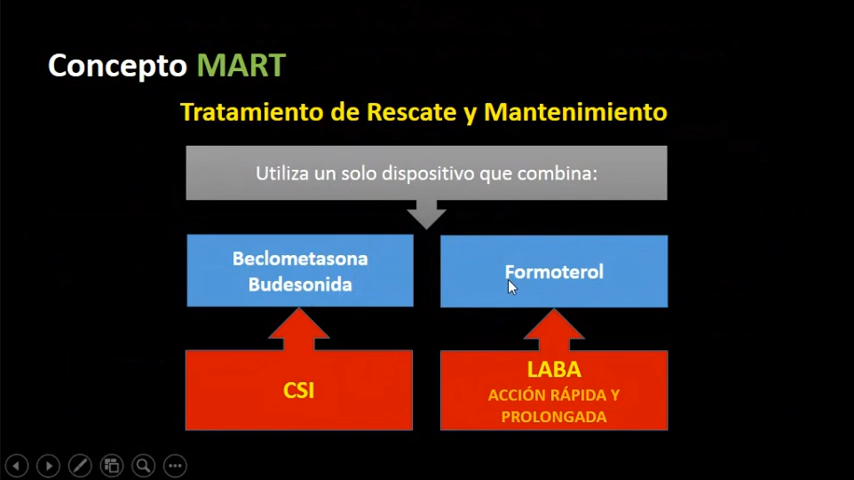 Concepto MART
Tratamiento de Rescate y Mantenimiento
Utiliza un solo dispositivo que combina:
Beclometasona
Budesonida
Formoterol
CSI
LABA
ACCIÓN RÁPIDA Y
PROLONGADA